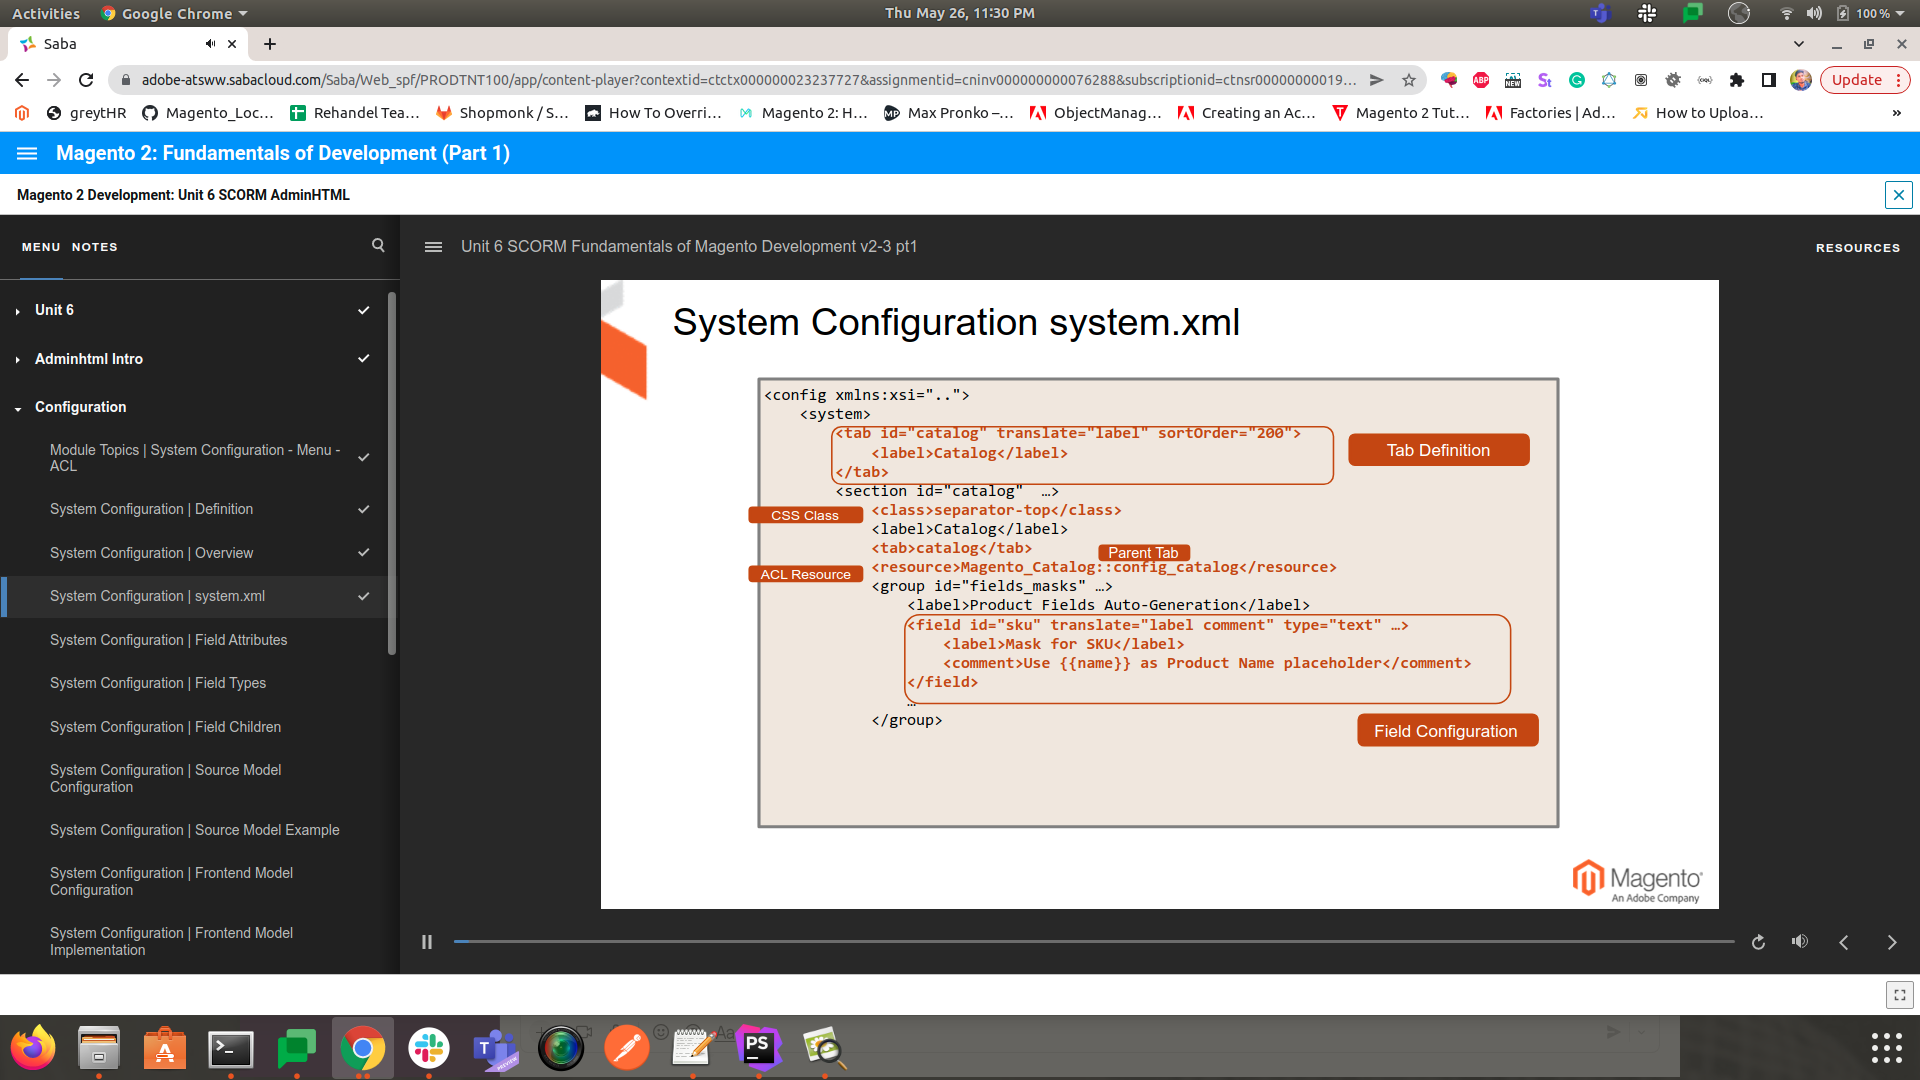 Activities
Google Chrome
Thu May 26, 11:30 PM
100 %
Saba
adobe-atsww.sabacloud.com/Saba/Web_spf/PRODTNT100/app/content-player?contextid=ctctx000000023237727&assignmentid=cninv000000000076288&subscriptionid=ctnsr00000000019...
Update
greytHR
Magento_Loc...
Rehandel Tea...
Shopmonk / S...
How To Overri...
Magento 2: H...
Max Pronko –...
ObjectManag...
Creating an Ac...
Magento 2 Tut...
Factories | Ad...
How to Uploa...
»
Magento 2: Fundamentals of Development (Part 1)
Magento 2 Development: Unit 6 SCORM AdminHTML
MENU NOTES
Unit 6 SCORM Fundamentals of Magento Development v2-3 pt1
RESOURCES
Unit 6
Adminhtml Intro
Configuration
Module Topics | System Configuration - Menu -
ACL
System Configuration | Definition
System Configuration | Overview
System Configuration | system.xml
System Configuration | Field Attributes
System Configuration | Field Types
System Configuration | Field Children
System Configuration | Source Model
Configuration
System Configuration | Source Model Example
System Configuration | Frontend Model
Configuration
System Configuration | Frontend Model
Implementation
System Configuration system.xml
<config xmlns:xsi="..">
<system>
<tab id="catalog" translate="label" sortOrder="200">
<label>Catalog</label>
</tab>
Tab Definition
<section id="catalog" …>
CSS Class
<class>separator-top</class>
<label>Catalog</label>
<tab>catalog</tab>
Parent Tab
ACL Resource
<resource>Magento_Catalog::config_catalog</resource>
<group id="fields_masks" …>
<label>Product Fields Auto-Generation</label>
<field id="sku" translate="label comment" type="text" …>
<label>Mask for SKU</label>
<comment>Use {{name}} as Product Name placeholder</comment>
</field>
…
</group>
Field Configuration
Magento
An Adobe Company